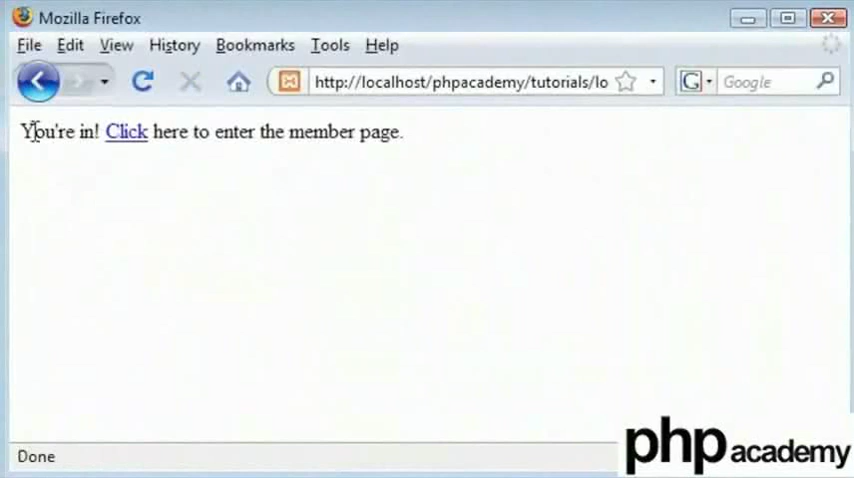 Mozilla Firefox
File Edit View History Bookmarks Tools Help
http://localhost/phpacademy/tutorials/lo G Google
You're in! Click here to enter the member page.
Done
php academy